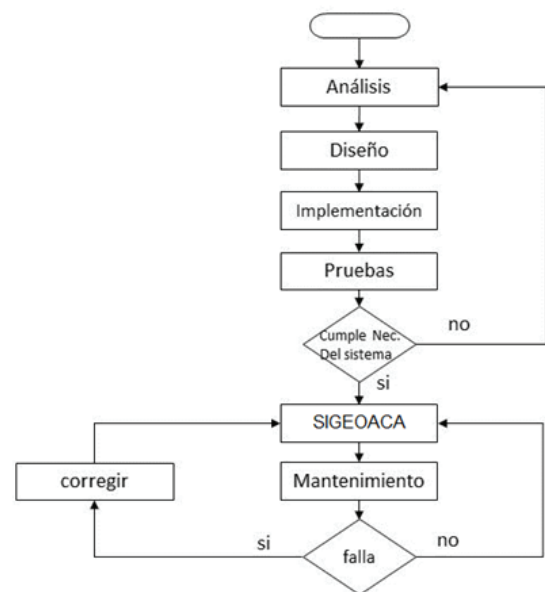 Análisis
Diseño
Implementación
Pruebas
Cumple Nec.
Del sistema
no
si
SIGEOACA
corregir
Mantenimiento
si
falla
no